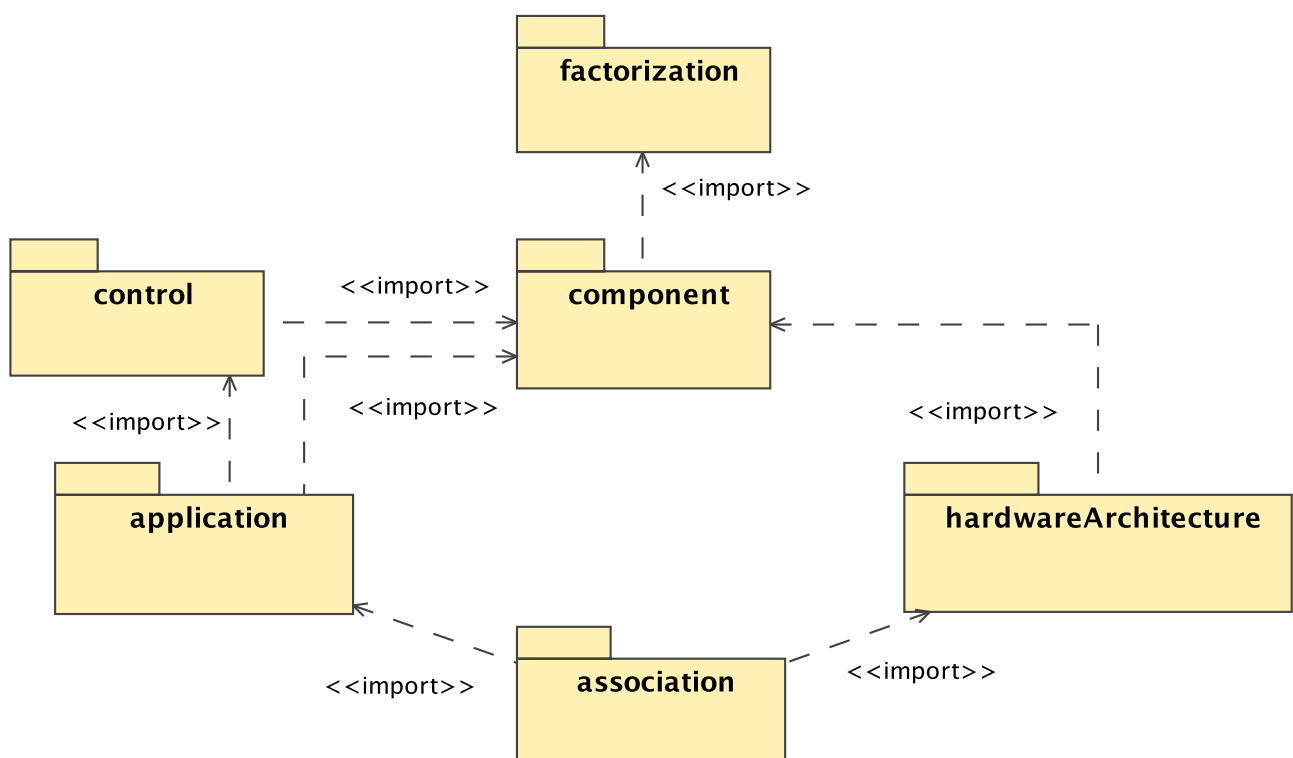 factorization
<<import>>
control
<<import>>
component
<<import>>
<<import>>
<<import>>
application
hardwareArchitecture
<<import>>
association
<<import>>